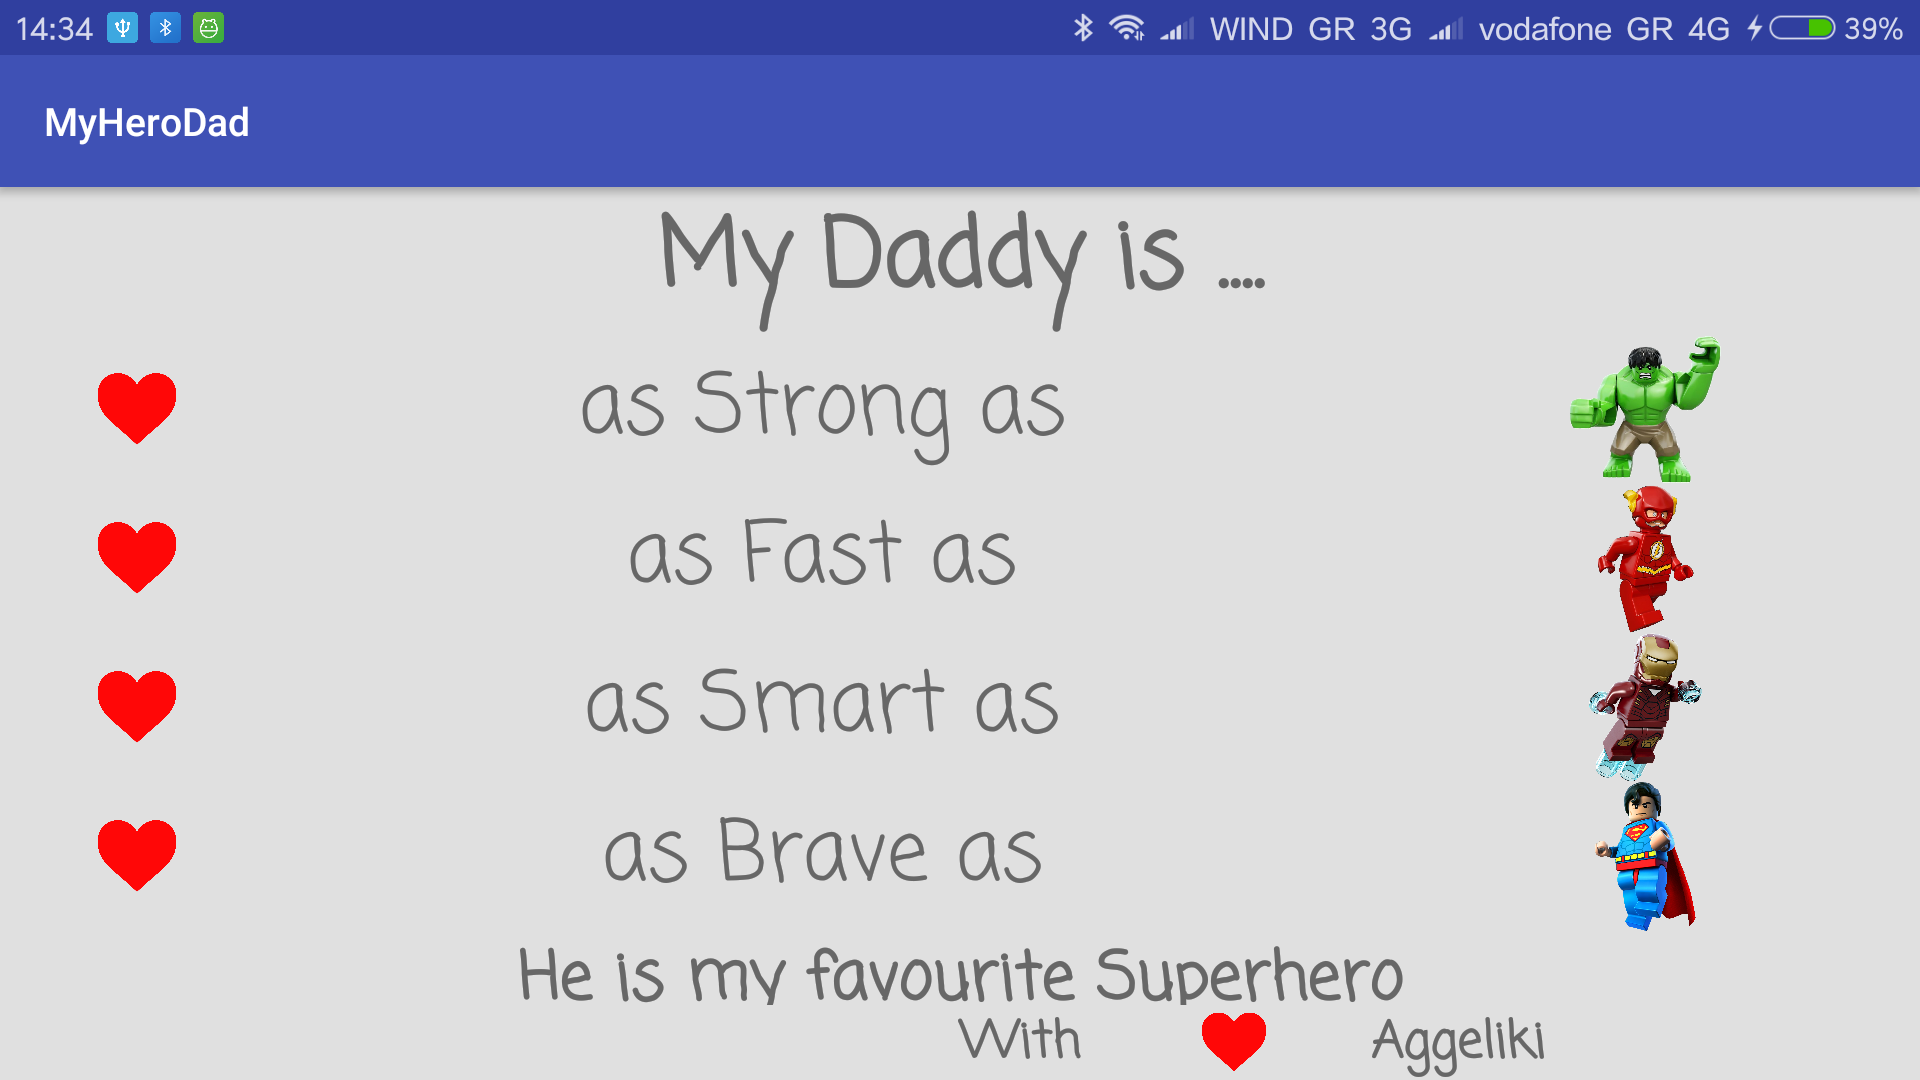 14:34 WIND GR 3G vodafone GR 4G 39%
MyHeroDad
My Daddy is ....
as Strong as
as Fast as
as Smart as
as Brave as
He is my favourite Superhero
With Aggeliki